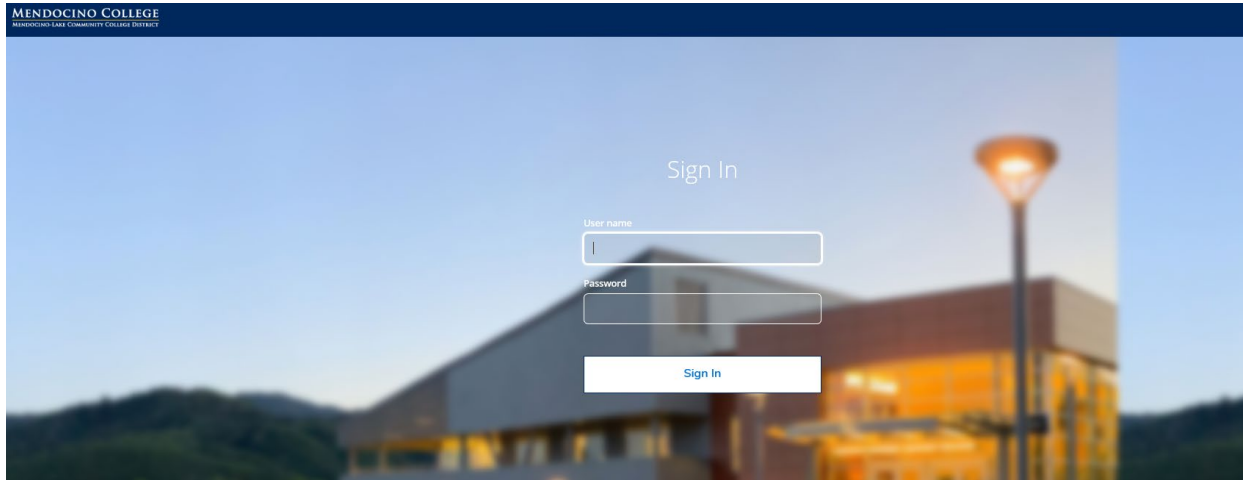 MENDOCINO COLLEGE
MENDOCINO-LAKE COMMUNITY COLLEGE DISTRICT
Sign In
User name
Password
Sign In